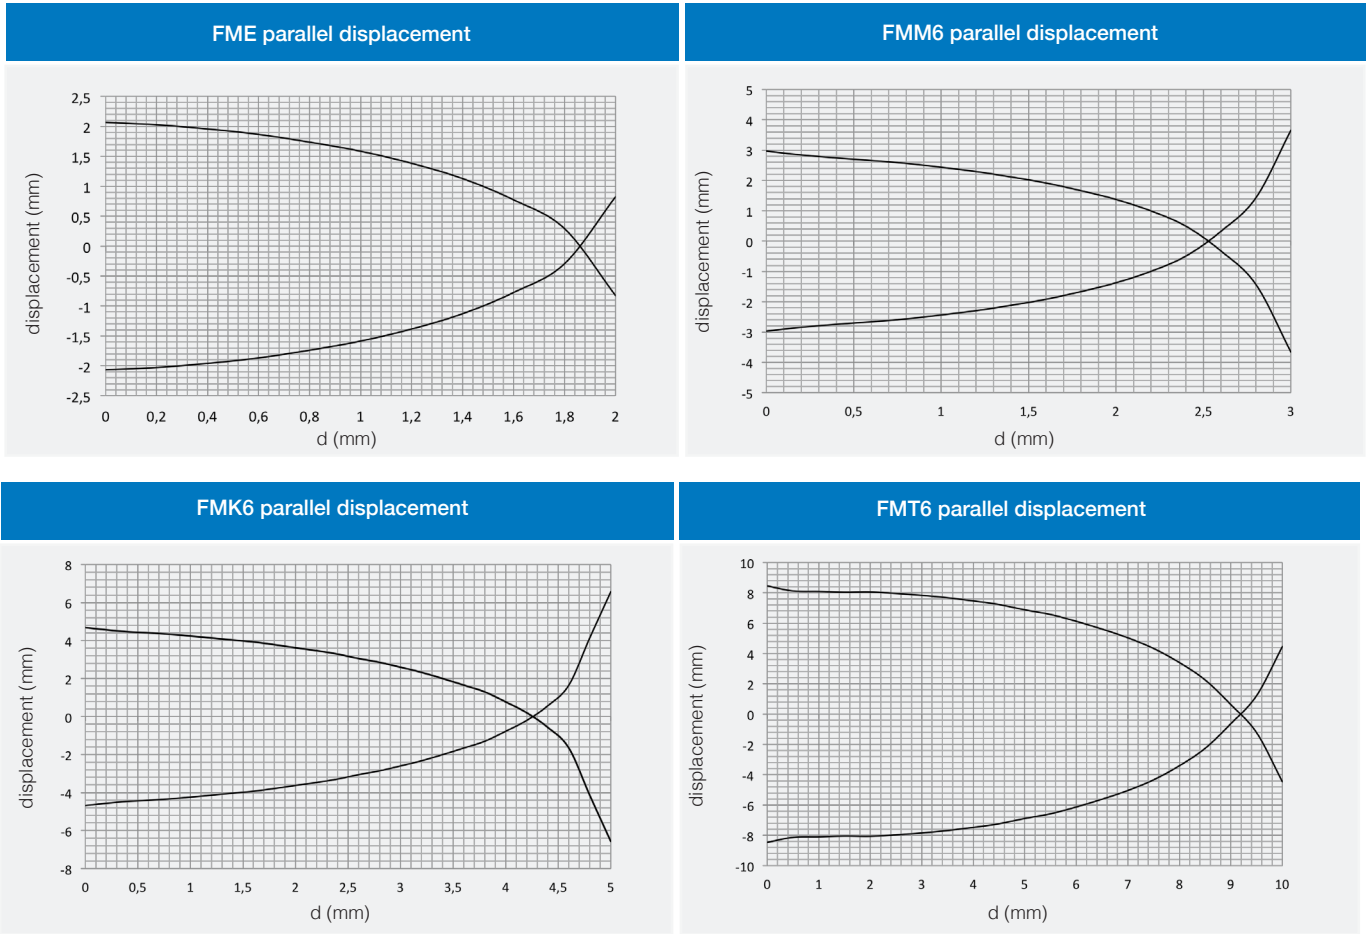 FME parallel displacement
displacement (mm)
2,5
2
1,5
1
0,5
0
-0,5
-1
-1,5
-2
-2,5
0 0,2 0,4 0,6 0,8 1 1,2 1,4 1,6 1,8 2
d (mm)
FMM6 parallel displacement
displacement (mm)
5
4
3
2
1
0
-1
-2
-3
-4
-5
0 0,5 1 1,5 2 2,5 3
d (mm)
FMK6 parallel displacement
displacement (mm)
8
6
4
2
0
-2
-4
-6
-8
0 0,5 1 1,5 2 2,5 3 3,5 4 4,5 5
d (mm)
FMT6 parallel displacement
displacement (mm)
10
8
6
4
2
0
-2
-4
-6
-8
-10
0 1 2 3 4 5 6 7 8 9 10
d (mm)